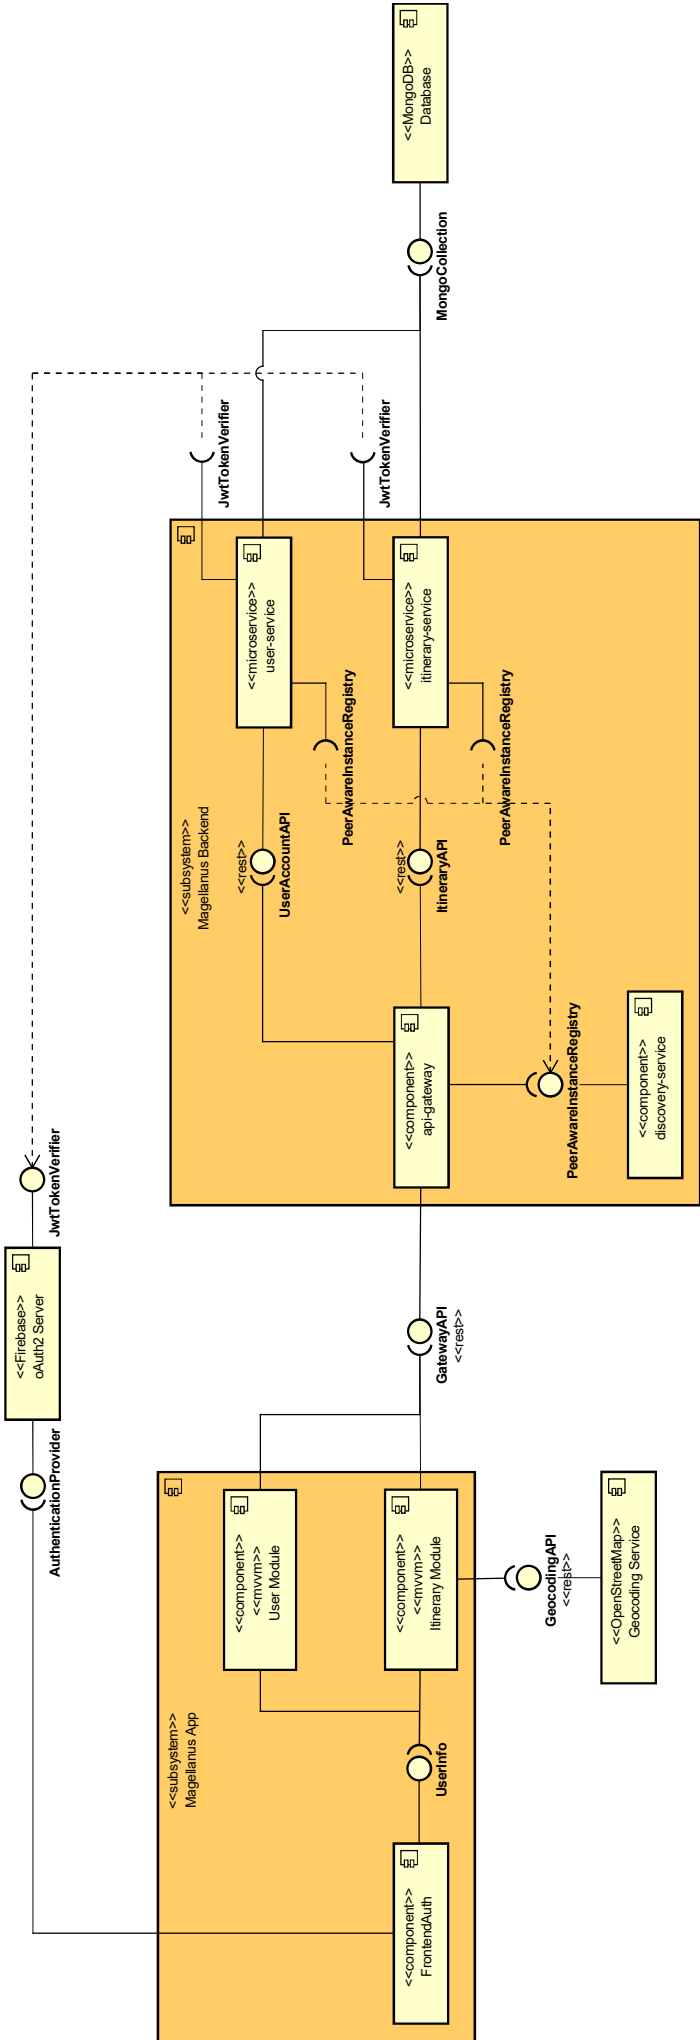 <<MongoDB>>
Database
MongoCollection
JwtTokenVerifier
JwtTokenVerifier
<<subsystem>>
Magellanus Backend
<<microservice>>
user-service
<<microservice>>
itinerary-service
PeerAwareInstanceRegistry
PeerAwareInstanceRegistry
<<rest>>
UserAccountAPI
<<rest>>
ItineraryAPI
<<component>>
api-gateway
PeerAwareInstanceRegistry
<<component>>
discovery-service
JwtTokenVerifier
<<Firebase>>
oAuth2 Server
AuthenticationProvider
GatewayAPI
<<rest>>
<<subsystem>>
Magellanus App
<<component>>
<<mvvm>>
User Module
<<component>>
<<mvvm>>
Itinerary Module
GeocodingAPI
<<rest>>
<<OpenStreetMap>>
Geocoding Service
UserInfo
<<component>>
FrontendAuth